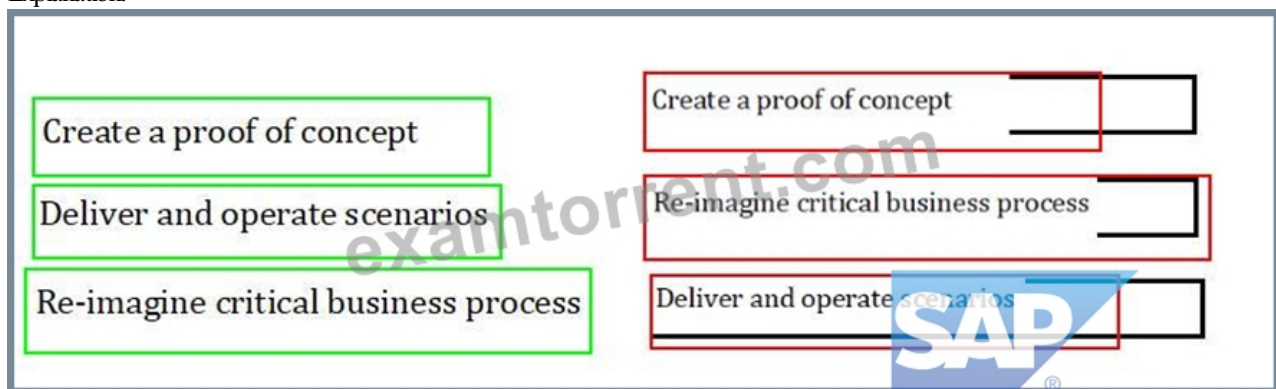 Create a proof of concept
Deliver and operate scenarios
Re-imagine critical business process
Create a proof of concept
Re-imagine critical business process
Deliver and operate scenarios
examtorrent.com
SAP
®